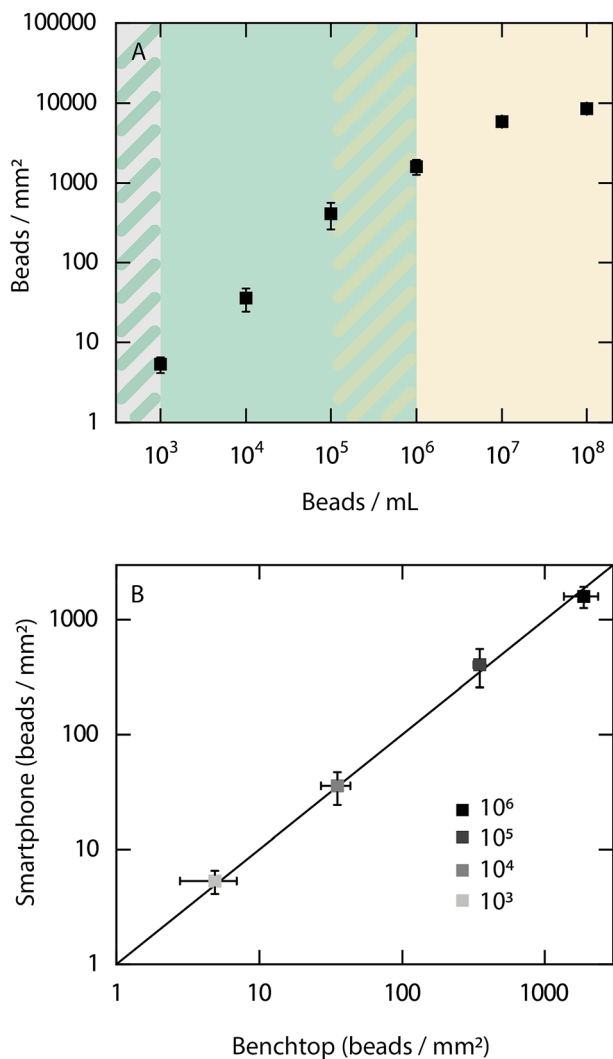 A
100000
10000
1000
100
10
1
Beads / mm²
10³ 10⁴ 10⁵ 10⁶ 10⁷ 10⁸
Beads / mL
B
1000
100
10
1
Smartphone (beads / mm²)
10⁶
10⁵
10⁴
10³
1 10 100 1000
Benchtop (beads / mm²)